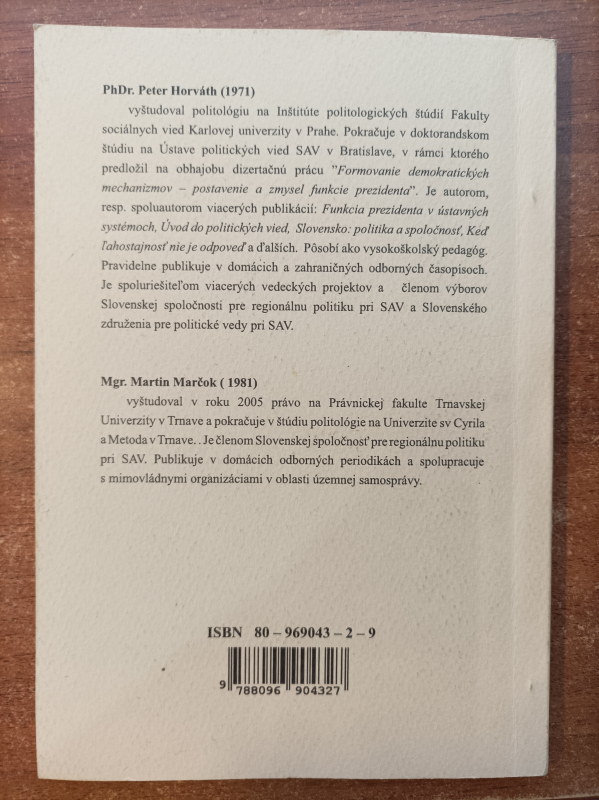 PhDr. Peter Horváth (1971)
vyštudoval politológiu na Inštitúte politologických štúdií Fakulty
sociálnych vied Karlovej univerzity v Prahe. Pokračuje v doktorandskom
štúdiu na Ústave politických vied SAV v Bratislave, v rámci ktorého
predložil na obhajobu dizertačnú prácu "Formovanie demokratických
mechanizmov – postavenie a zmysel funkcie prezidenta". Je autorom,
resp. spoluautorom viacerých publikácií: Funkcia prezidenta v ústavných
systémoch, Úvod do politických vied, Slovensko: politika a spoločnosť, Keď
ľahostajnosť nie je odpoveď a ďalších. Pôsobí ako vysokoškolský pedagóg.
Pravidelne publikuje v domácich a zahraničných odborných časopisoch.
Je spoluriešiteľom viacerých vedeckých projektov a členom výborov
Slovenskej spoločnosti pre regionálnu politiku pri SAV a Slovenského
združenia pre politické vedy pri SAV.
Mgr. Martin Marčok ( 1981)
vyštudoval v roku 2005 právo na Právnickej fakulte Trnavskej
Univerzity v Trnave a pokračuje v štúdiu politológie na Univerzite sv Cyrila
a Metoda v Trnave. . Je členom Slovenskej spoločnosť pre regionálnu politiku
pri SAV. Publikuje v domácich odborných periodikách a spolupracuje
s mimovládnymi organizáciami v oblasti územnej samosprávy.
ISBN 80 – 969043 – 2 – 9
9 788096 904327